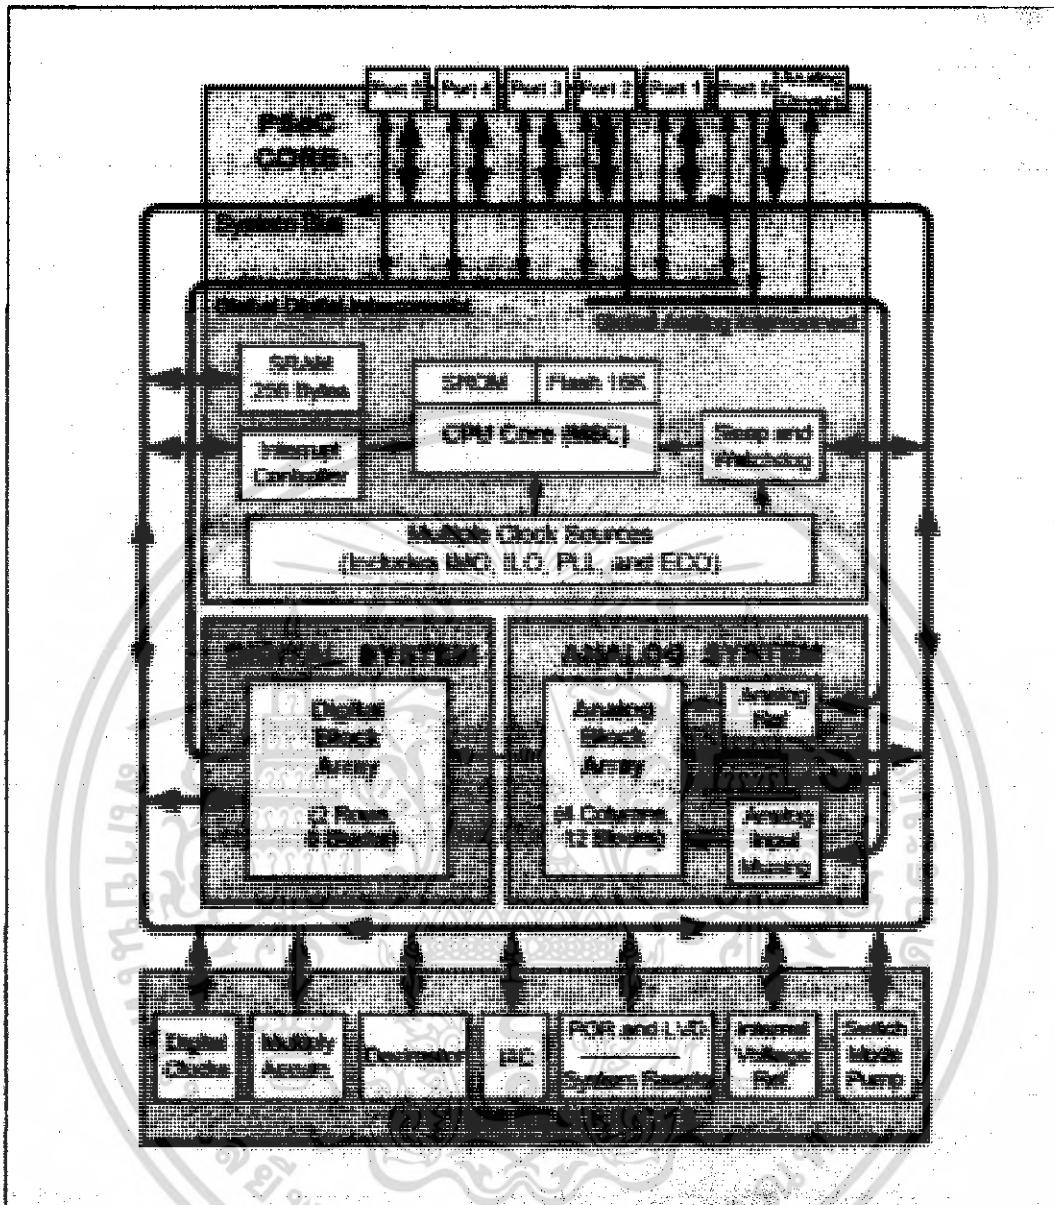 Port 5 Port 4 Port 3 Port 2 Port 1 Port 0 Analog
PSoC
CORE
System Bus
Global Digital Interconnect
Global Analog Interconnect
SRAM
256 Bytes
SROM Flash 16K
CPU Core (M8C)
Interrupt
Controller
Sleep and
Watchdog
Multiple Clock Sources
(Includes IMO, ILO, PLL, and ECO)
DIGITAL SYSTEM
ANALOG SYSTEM
Digital
Block
Array
Analog
Block
Array
Analog
Ref
(2 Rows,
8 Blocks)
(4 Columns,
12 Blocks)
Analog
Input
Muxing
Digital
Clocks
Multiply
Accum.
Decimator
I2C
POR and LVD
System Resets
Internal
Voltage
Ref.
Switch
Mode
Pump